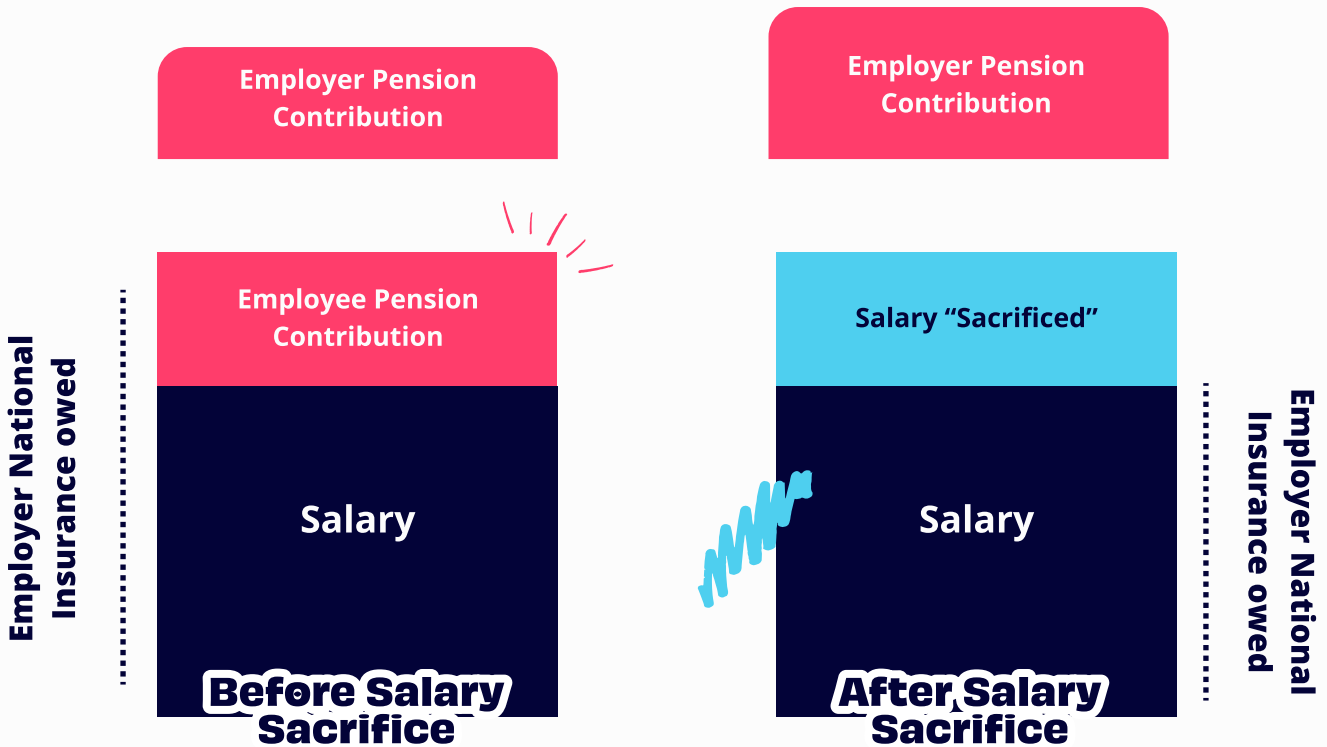 Employer Pension
Contribution
Employee Pension
Contribution
Salary
Before Salary
Sacrifice
Employer National
Insurance owed
Employer Pension
Contribution
Salary “Sacrificed”
Salary
After Salary
Sacrifice
Employer National
Insurance owed